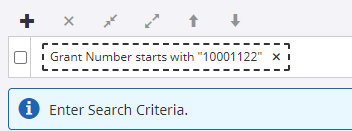 Grant Number starts with "10001122"
Enter Search Criteria.